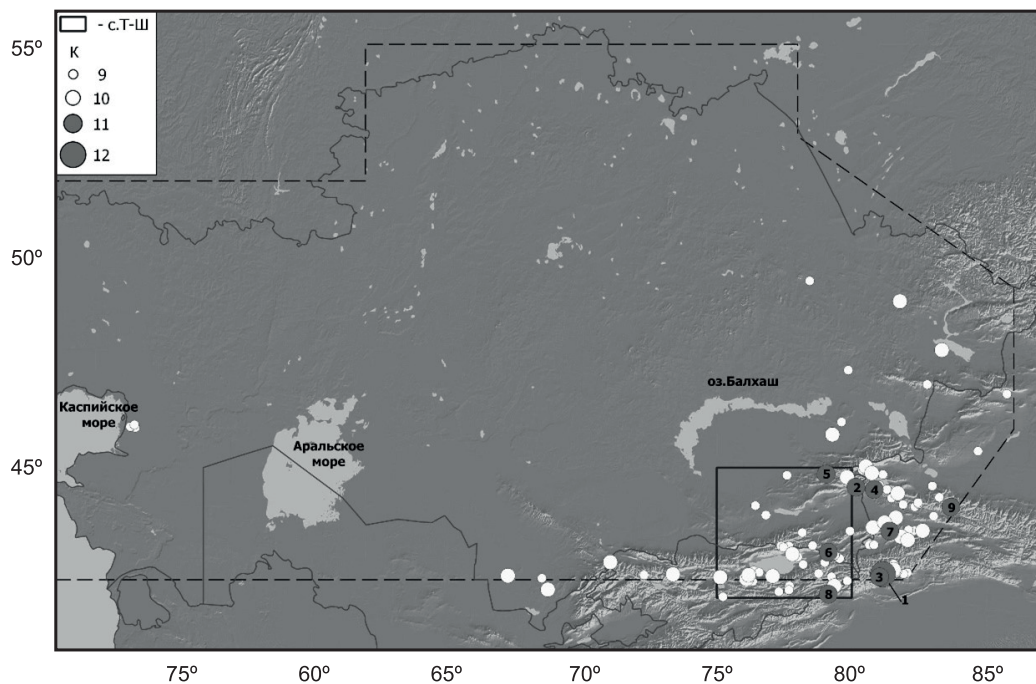 - с.Т-Ш
К
9
10
11
12
55º
50º
45º
оз.Балхаш
Каспийское
море
Аральское
море
5
2
4
9
7
6
3
8
1
75º
60º
65º
70º
75º
80º
85º